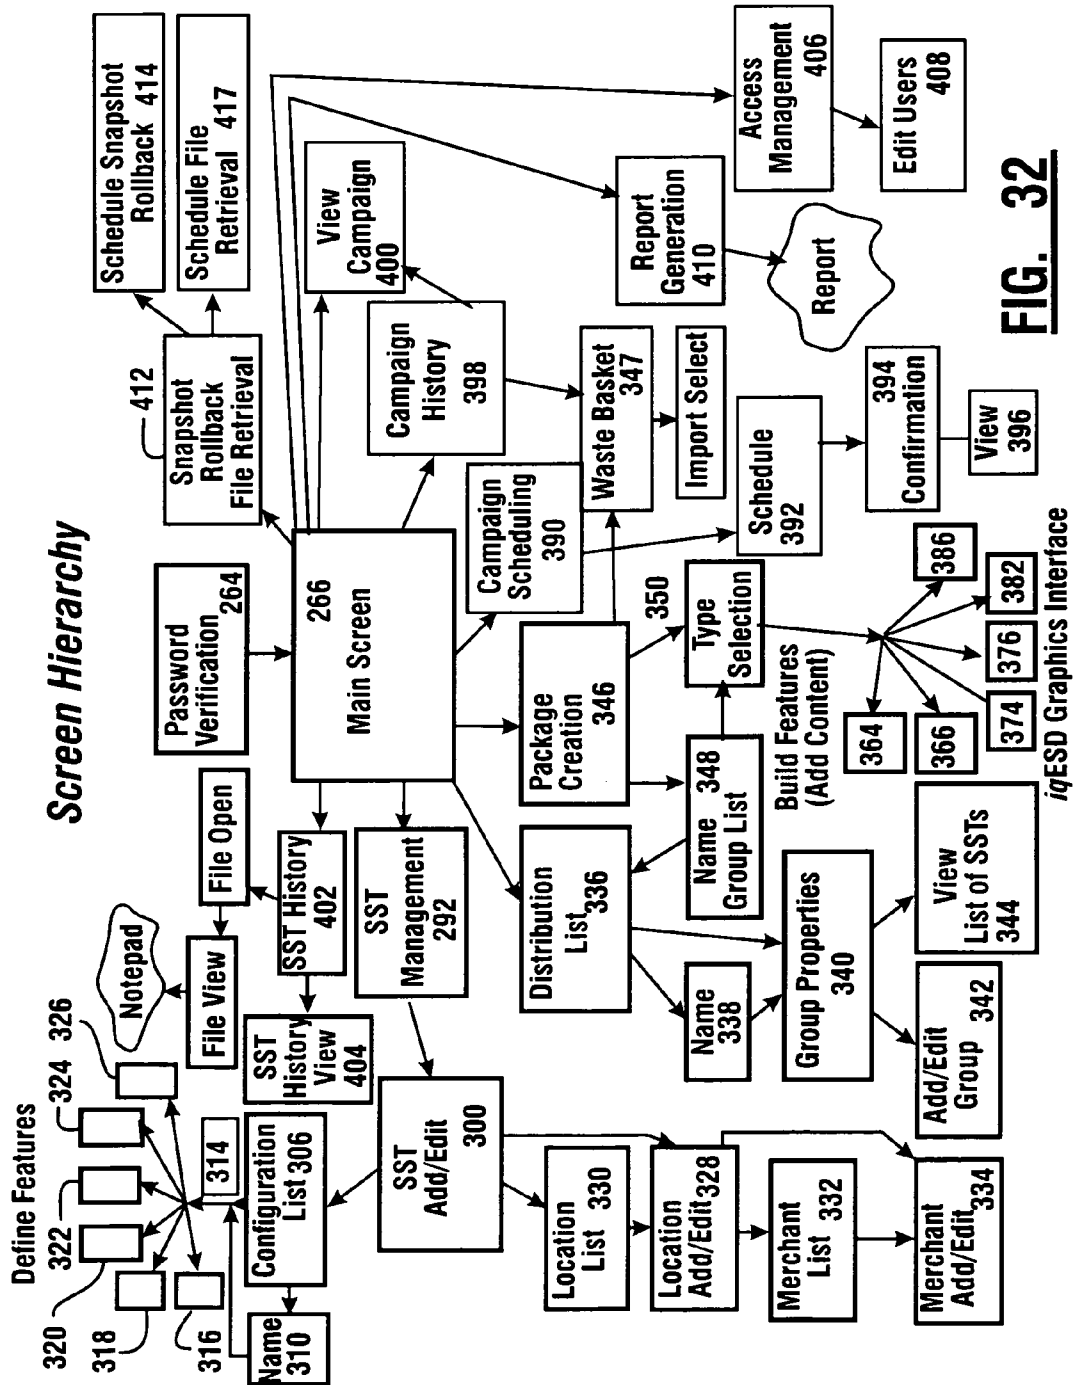 Screen Hierarchy
Define Features
320
322
324
326
318
316
314
Name
310
Configuration
List 306
Notepad
File View
File Open
SST History
402
SST
History
View
404
SST
Management
292
SST
Add/Edit
300
Location
List 330
Location
Add/Edit 328
Merchant
List 332
Merchant
Add/Edit 334
Password
Verification 264
266
Main Screen
412
Snapshot
Rollback
File Retrieval
Schedule Snapshot
Rollback 414
Schedule File
Retrieval 417
View
Campaign
400
Campaign
History
398
Campaign
Scheduling
390
Waste Basket
347
Import Select
Schedule
392
394
Confirmation
View
396
Package
Creation
346
350
Type
Selection
Name 348
Group List
Distribution
List 336
Name
338
Group Properties
340
Add/Edit
Group 342
View
List of SSTs
344
Build Features
(Add Content)
364
366
374
376
382
386
iqESD Graphics Interface
Report
Generation
410
Report
Access
Management
406
Edit Users
408
FIG. 32